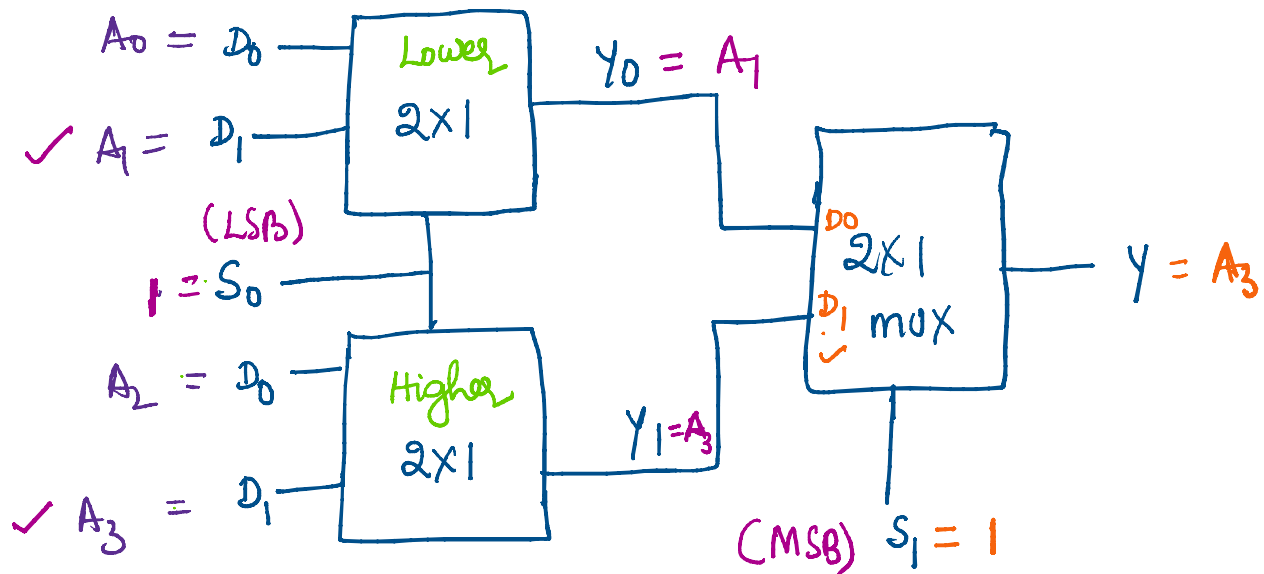 A0 = D0
Lower
2x1
Y0 = A1
✓ A1 = D1
(LSB)
1 = S0
D0
2x1
mux
D1
✓
Y = A3
A2 = D0
Higher
2x1
Y1 = A3
✓ A3 = D1
(MSB) S1 = 1